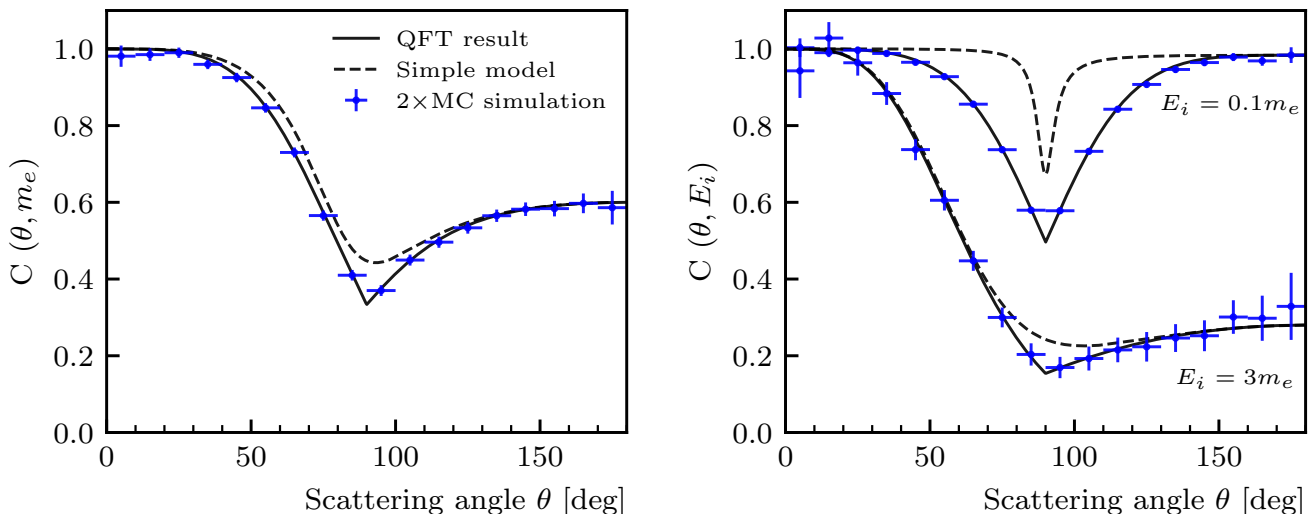 1.0
0.8
0.6
0.4
0.2
0.0
C (θ, m_e)
QFT result
Simple model
2×MC simulation
0 50 100 150
Scattering angle θ [deg]
1.0
0.8
0.6
0.4
0.2
0.0
C (θ, E_i)
E_i = 0.1m_e
E_i = 3m_e
0 50 100 150
Scattering angle θ [deg]